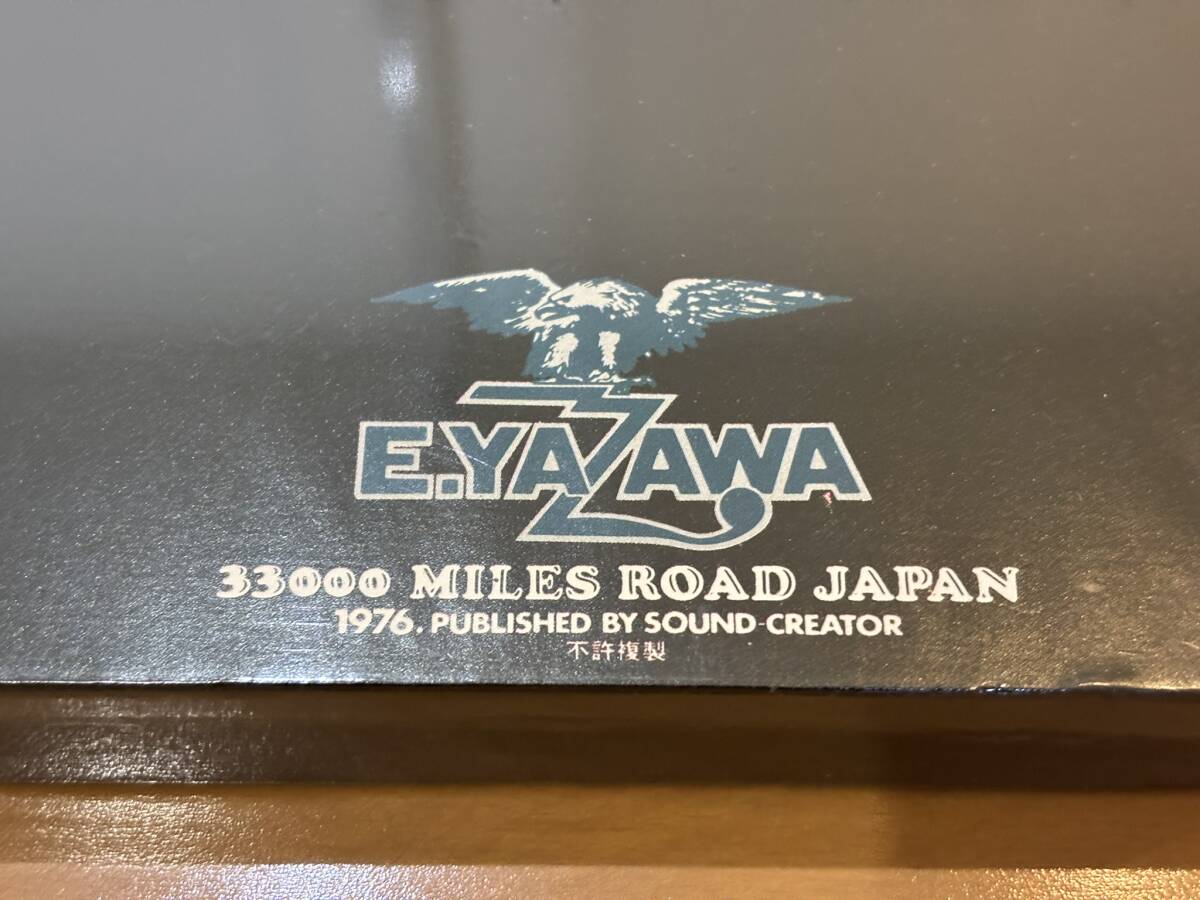 E.YAZAWA
33000 MILES ROAD JAPAN
1976. PUBLISHED BY SOUND-CREATOR
不許複製